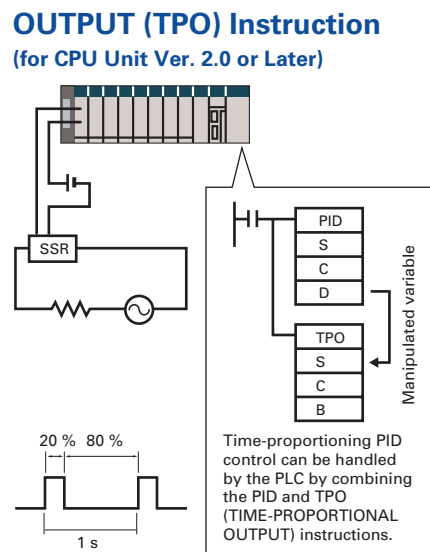 OUTPUT (TPO) Instruction
(for CPU Unit Ver. 2.0 or Later)
SSR
PID
S
C
D
Manipulated variable
TPO
S
C
B
20 % 80 %
1 s
Time-proportioning PID
control can be handled
by the PLC by combining
the PID and TPO
(TIME-PROPORTIONAL
OUTPUT) instructions.